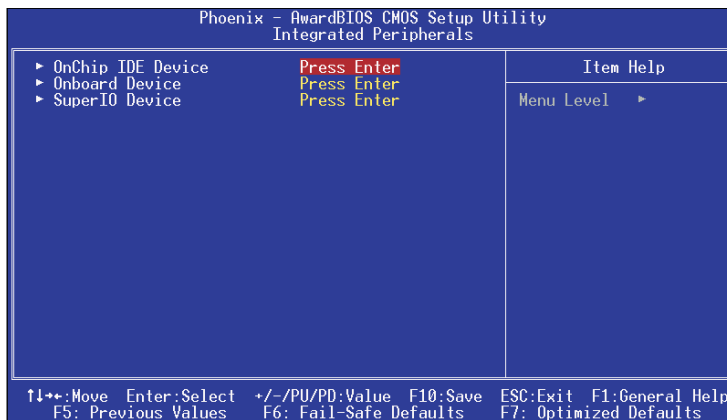 Phoenix - AwardBIOS CMOS Setup Utility
Integrated Peripherals
▶ OnChip IDE Device Press Enter
▶ Onboard Device Press Enter
▶ SuperIO Device Press Enter
Item Help
Menu Level ▶
↑↓→←:Move Enter:Select +/-/PU/PD:Value F10:Save ESC:Exit F1:General Help
F5: Previous Values F6: Fail-Safe Defaults F7: Optimized Defaults